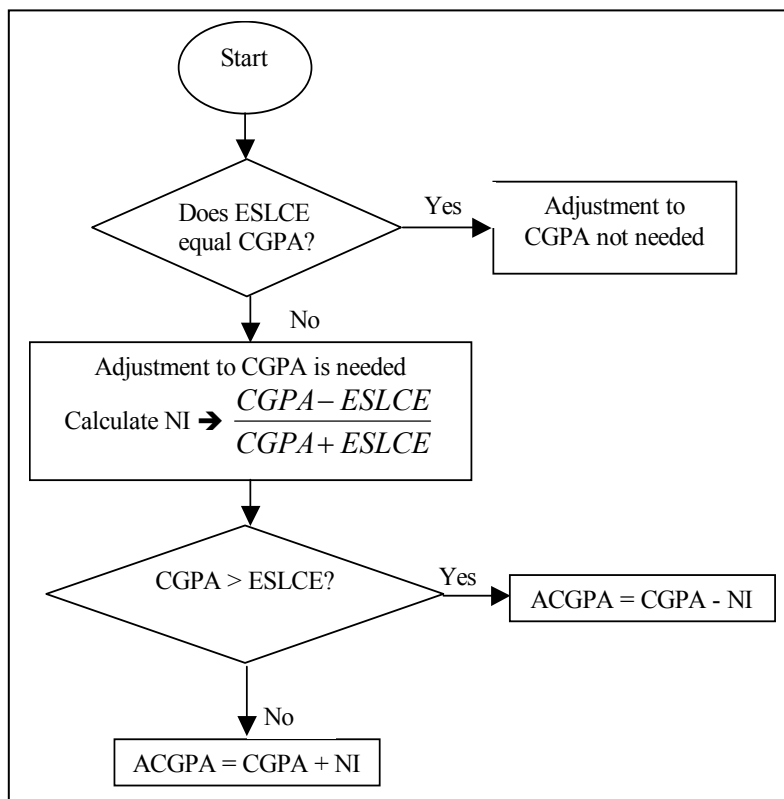 Start
Does ESLCE
equal CGPA?
Yes
Adjustment to
CGPA not needed
No
Adjustment to CGPA is needed
Calculate NI ➔ CGPA − ESLCE
CGPA + ESLCE
CGPA > ESLCE?
Yes
ACGPA = CGPA - NI
No
ACGPA = CGPA + NI